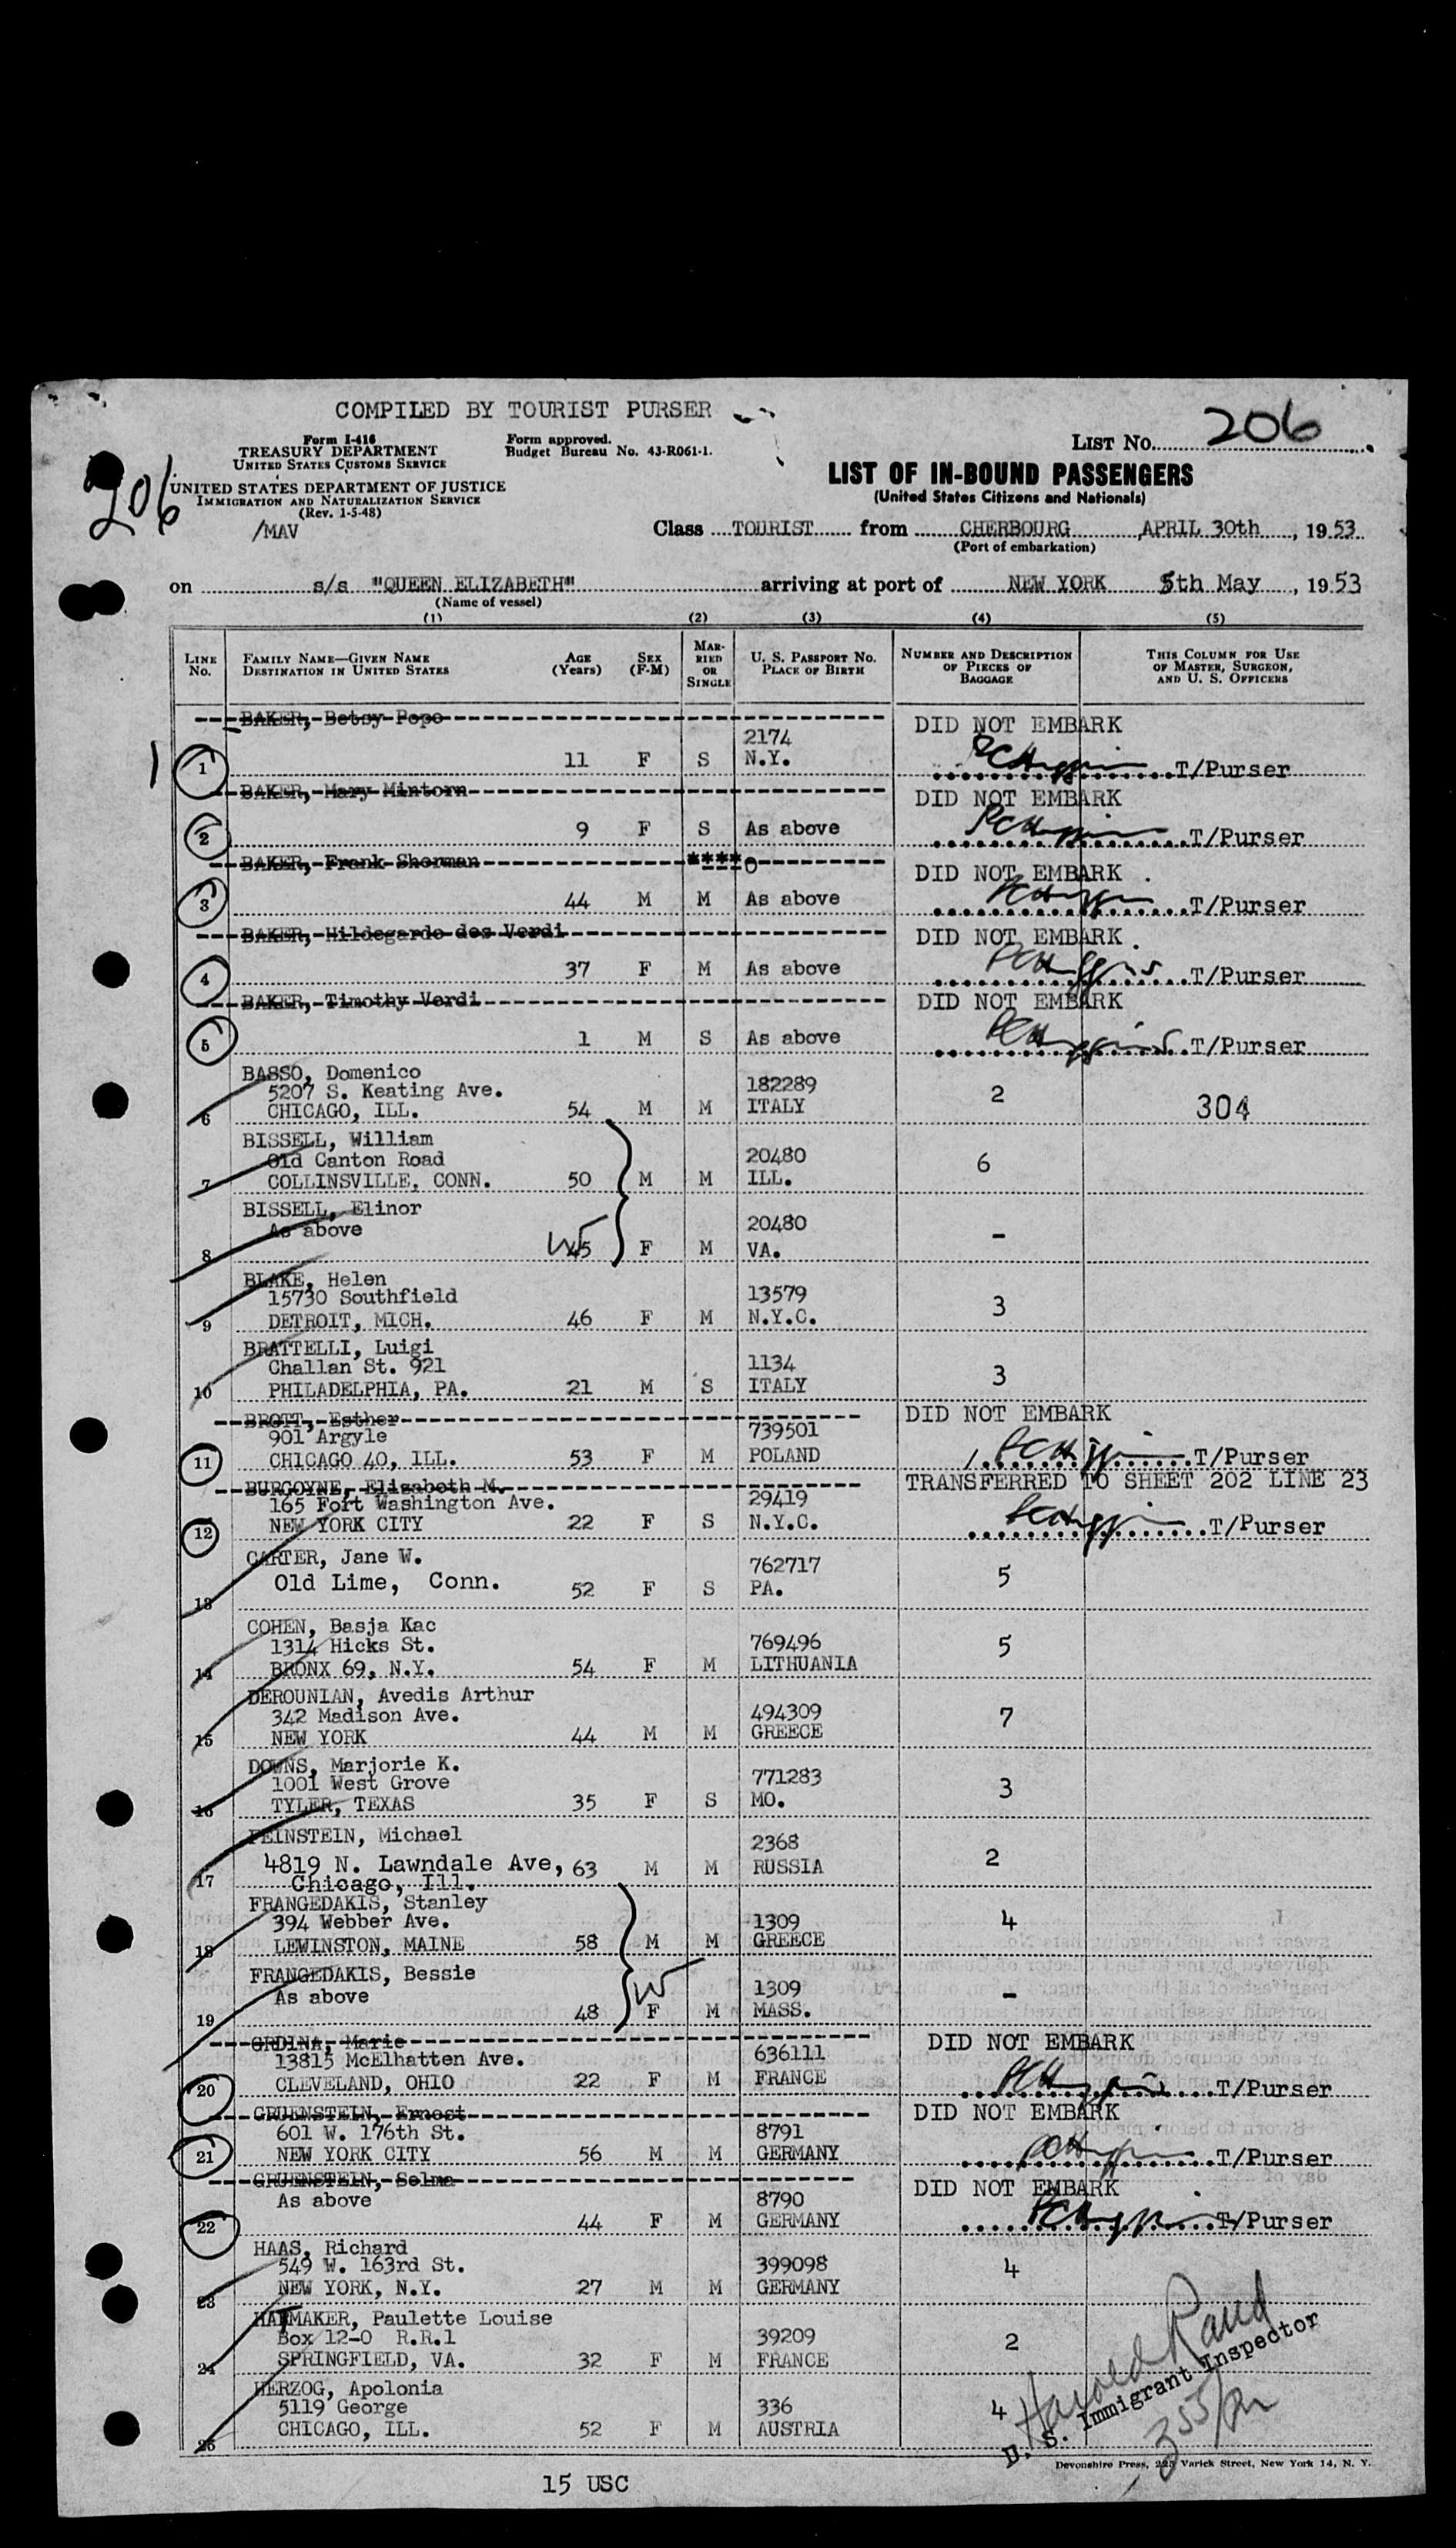 COMPILED BY TOURIST PURSER
Form I-416
TREASURY DEPARTMENT
UNITED STATES CUSTOMS SERVICE
Form approved.
Budget Bureau No. 43-R061-1.
LIST No. 206
206
UNITED STATES DEPARTMENT OF JUSTICE
IMMIGRATION AND NATURALIZATION SERVICE
(Rev. 1-5-48)
/MAV
LIST OF IN-BOUND PASSENGERS
(United States Citizens and Nationals)
Class TOURIST from CHERBOURG, APRIL 30th, 1953
(Port of embarkation)
on s/s "QUEEN ELIZABETH" arriving at port of NEW YORK 5th May, 1953
(Name of vessel)
(1) (2) (3) (4) (5)
LINE No. FAMILY NAME—GIVEN NAME DESTINATION IN UNITED STATES AGE (Years) SEX (F-M) MARRIED OR SINGLE U. S. PASSPORT No. PLACE OF BIRTH NUMBER AND DESCRIPTION OF PIECES OF BAGGAGE THIS COLUMN FOR USE OF MASTER, SURGEON, AND U. S. OFFICERS
BAKER, Betsy Pope DID NOT EMBARK
2174
1 11 F S N.Y. T/Purser
BAKER, Mary Mintorn DID NOT EMBARK
2 9 F S As above T/Purser
BAKER, Frank Sherman **** DID NOT EMBARK
3 44 M M As above T/Purser
BAKER, Hildegarde des Verdi DID NOT EMBARK
4 37 F M As above T/Purser
BAKER, Timothy Verdi DID NOT EMBARK
5 1 M S As above T/Purser
BASSO, Domenico
5207 S. Keating Ave. 182289 2
6 CHICAGO, ILL. 54 M M ITALY 304
BISSELL, William
Old Canton Road 20480 6
7 COLLINSVILLE, CONN. 50 M M ILL.
BISSELL, Elinor
As above 20480 -
8 W 45 F M VA.
BLAKE, Helen
15730 Southfield 13579 3
9 DETROIT, MICH. 46 F M N.Y.C.
BRATTELLI, Luigi
Challan St. 921 1134 3
10 PHILADELPHIA, PA. 21 M S ITALY
BROTT, Esther DID NOT EMBARK
901 Argyle 739501
11 CHICAGO 40, ILL. 53 F M POLAND T/Purser
BURGOYNE, Elizabeth M. TRANSFERRED TO SHEET 202 LINE 23
165 Fort Washington Ave. 29419
12 NEW YORK CITY 22 F S N.Y.C. T/Purser
CARTER, Jane W. 762717 5
13 Old Lime, Conn. 52 F S PA.
COHEN, Basja Kac
1314 Hicks St. 769496 5
14 BRONX 69, N.Y. 54 F M LITHUANIA
DEROUNIAN, Avedis Arthur
342 Madison Ave. 494309 7
15 NEW YORK 44 M M GREECE
DOWNS, Marjorie K.
1001 West Grove 771283 3
16 TYLER, TEXAS 35 F S MO.
FEINSTEIN, Michael 2368
17 4819 N. Lawndale Ave, 63 M M RUSSIA 2
Chicago, Ill.
FRANGEDAKIS, Stanley
394 Webber Ave. 1309 4
18 LEWINSTON, MAINE 58 M M GREECE
FRANGEDAKIS, Bessie
As above 1309 -
19 48 W F M MASS.
GRDINA, Marie DID NOT EMBARK
13815 McElhatten Ave. 636111
20 CLEVELAND, OHIO 22 F M FRANCE T/Purser
GRUENSTEIN, Ernest DID NOT EMBARK
601 W. 176th St. 8791
21 NEW YORK CITY 56 M M GERMANY T/Purser
GRUENSTEIN, Selma DID NOT EMBARK
As above 8790
22 44 F M GERMANY T/Purser
HAAS, Richard
549 W. 163rd St. 399098 4
23 NEW YORK, N.Y. 27 M M GERMANY
HATMAKER, Paulette Louise
Box 12-0 R.R.1 39209 2
24 SPRINGFIELD, VA. 32 F M FRANCE
HERZOG, Apolonia
5119 George 336 4
25 CHICAGO, ILL. 52 F M AUSTRIA
Harold Rand
U. S. Immigrant Inspector
Devonshire Press, 225 Varick Street, New York 14, N. Y.
15 USC